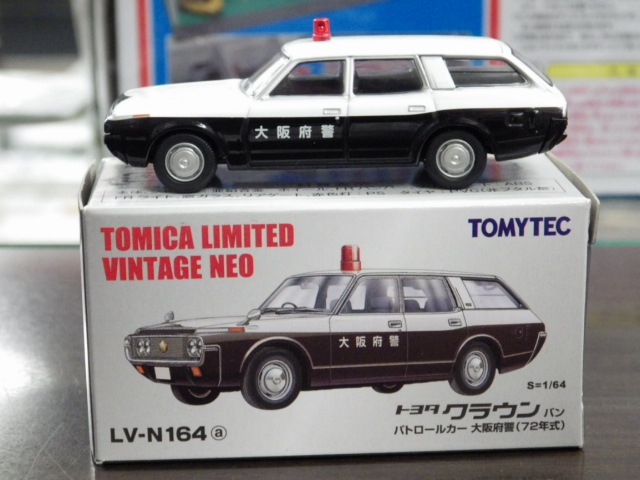 大阪府警
TOMICA LIMITED
VINTAGE NEO
TOMYTEC
大阪府警
S=1/64
トヨタ クラウン バン
パトロールカー 大阪府警(72年式)
LV-N164 ⓐ